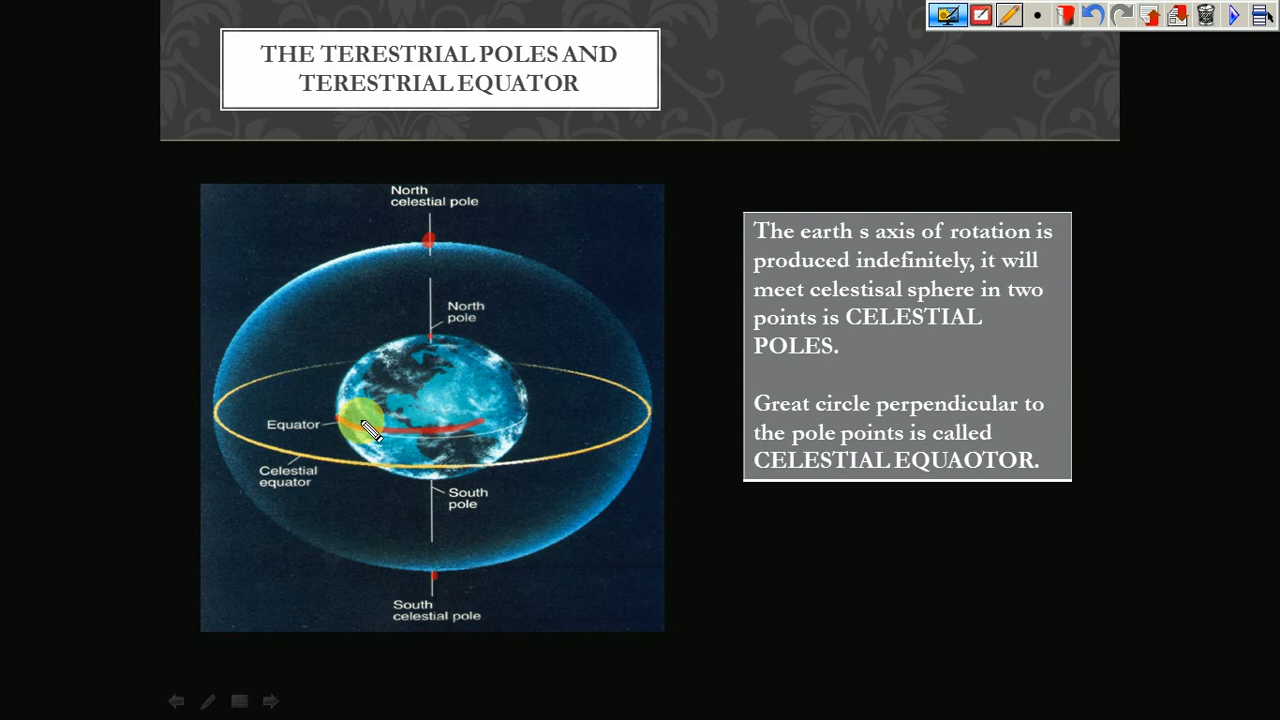 THE TERESTRIAL POLES AND
TERESTRIAL EQUATOR
North
celestial pole
North
pole
Equator
Celestial
equator
South
pole
South
celestial pole
The earth s axis of rotation is
produced indefinitely, it will
meet celestisal sphere in two
points is CELESTIAL
POLES.
Great circle perpendicular to
the pole points is called
CELESTIAL EQUAOTOR.